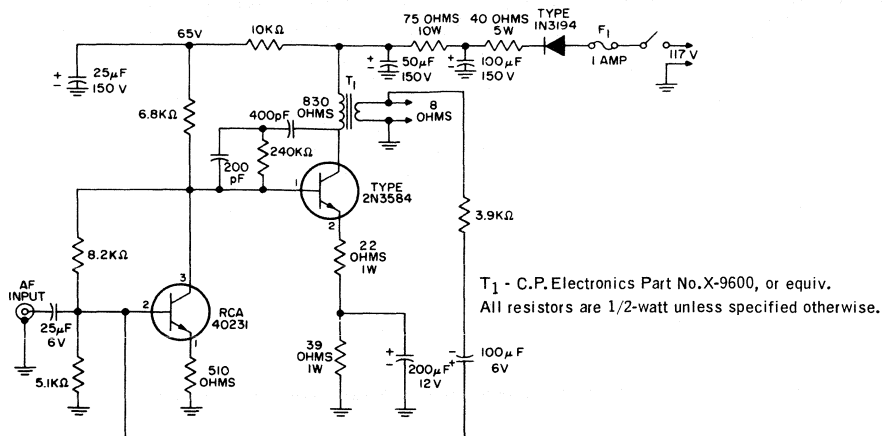 75 OHMS
10W
40 OHMS
5W
TYPE
1N3194
F1
1 AMP
117 V
65V
10KΩ
+
-
25µF
150 V
+
-
50µF
150V
+
-
100µF
150 V
T1
830
OHMS
8
OHMS
6.8KΩ
400pF
240KΩ
200
pF
1
TYPE
2N3584
2
3.9KΩ
8.2KΩ
22
OHMS
1W
T1 - C.P. Electronics Part No. X-9600, or equiv.
All resistors are 1/2-watt unless specified otherwise.
AF
INPUT
25µF
6V
3
2
RCA
40231
1
5.1KΩ
510
OHMS
39
OHMS
1W
+
-
200µF
12V
-
+
100µF
6V